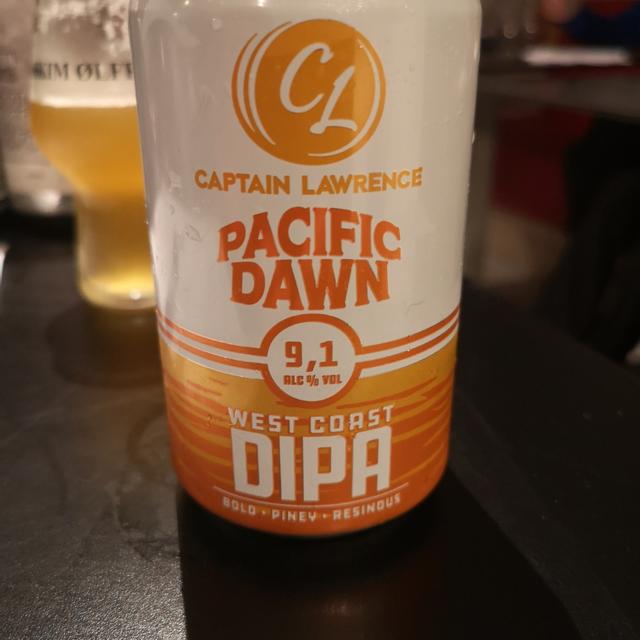 CL
CAPTAIN LAWRENCE
PACIFIC
DAWN
9,1
ALC % VOL
WEST COAST
DIPA
BOLD • PINEY • RESINOUS